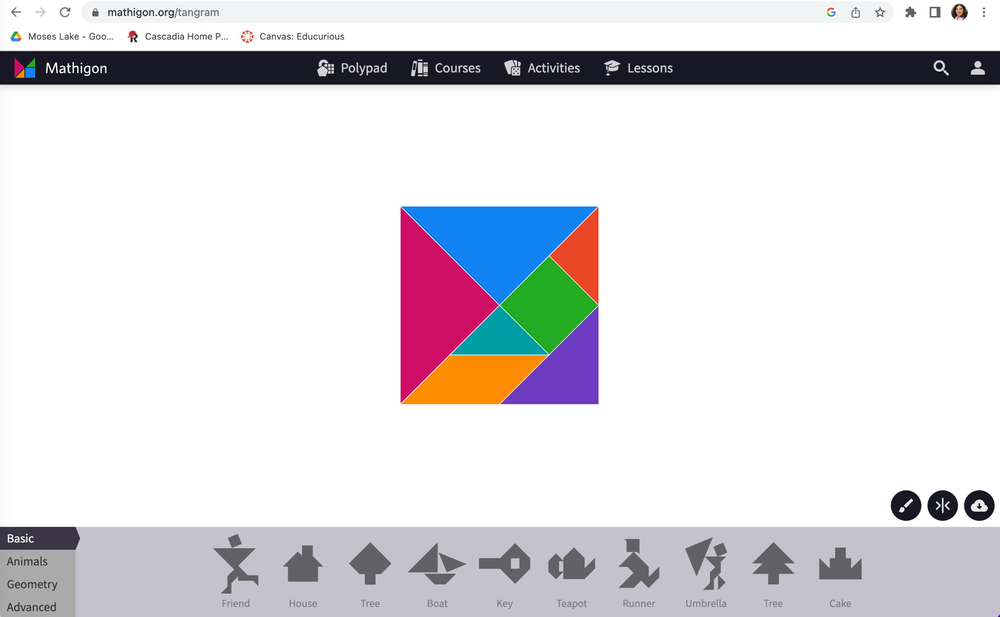 mathigon.org/tangram
Moses Lake - Goo... Cascadia Home P... Canvas: Educurious
Mathigon Polypad Courses Activities Lessons
Basic
Animals
Geometry
Advanced
Friend House Tree Boat Key Teapot Runner Umbrella Tree Cake